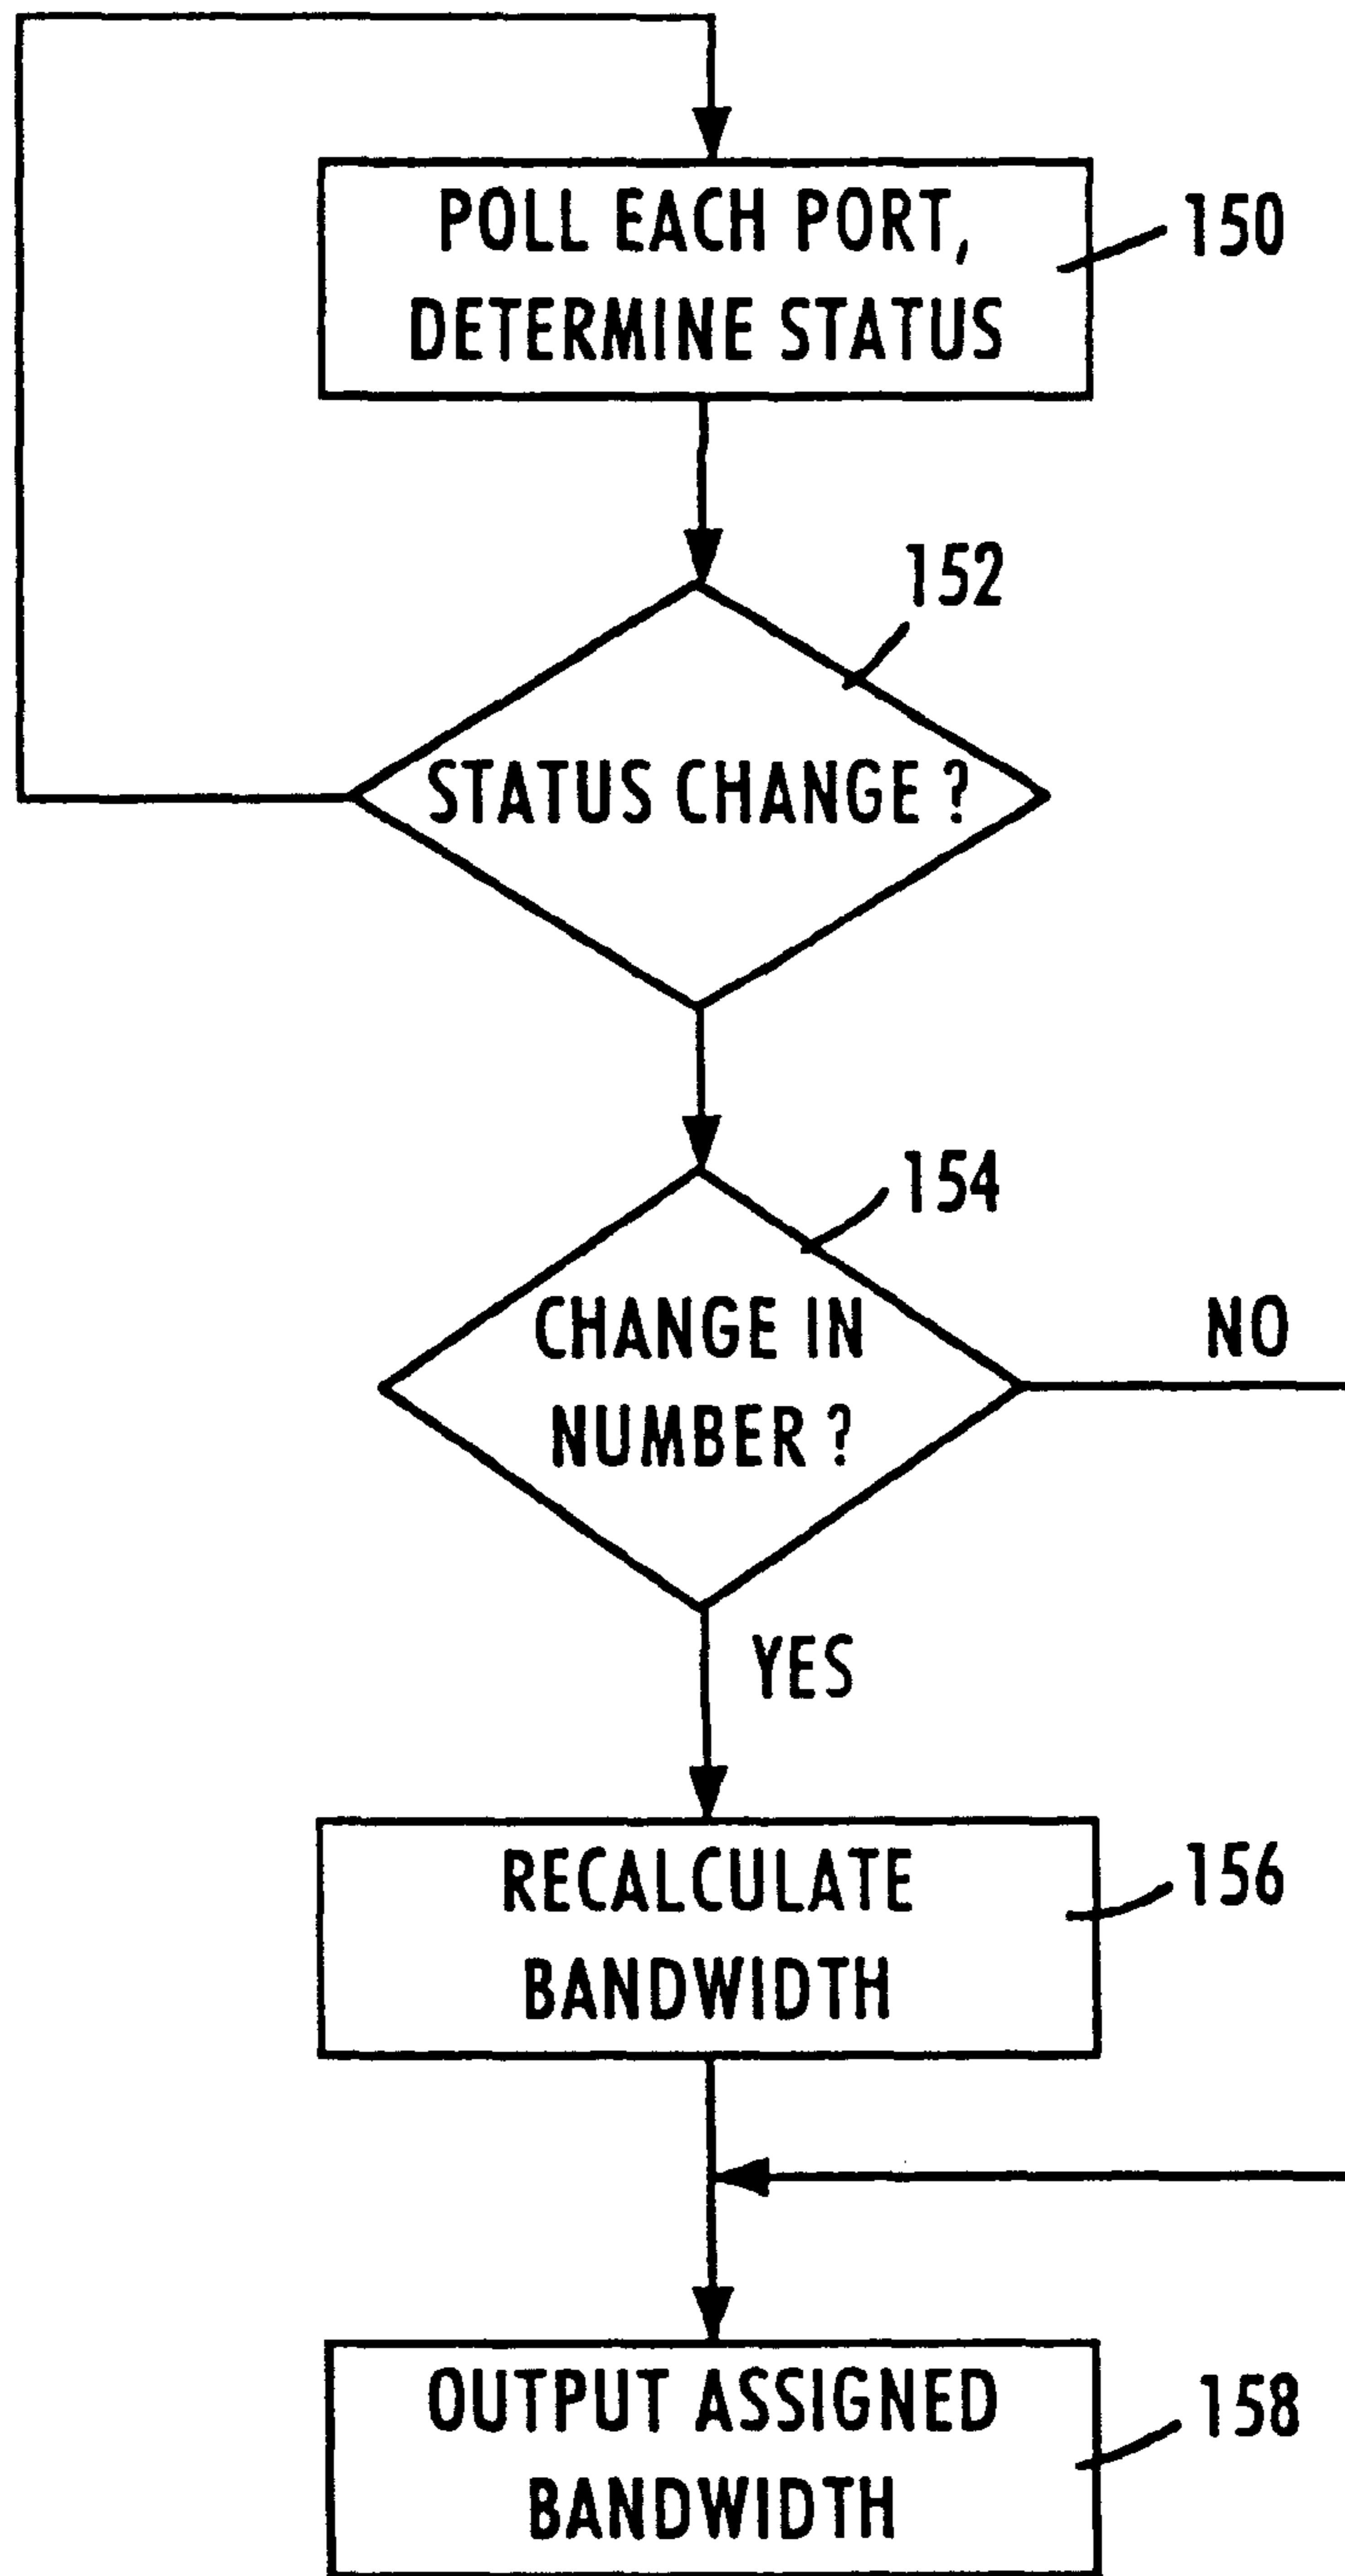 POLL EACH PORT,
DETERMINE STATUS
150
152
STATUS CHANGE ?
154
CHANGE IN
NUMBER ?
NO
YES
RECALCULATE
BANDWIDTH
156
OUTPUT ASSIGNED
BANDWIDTH
158